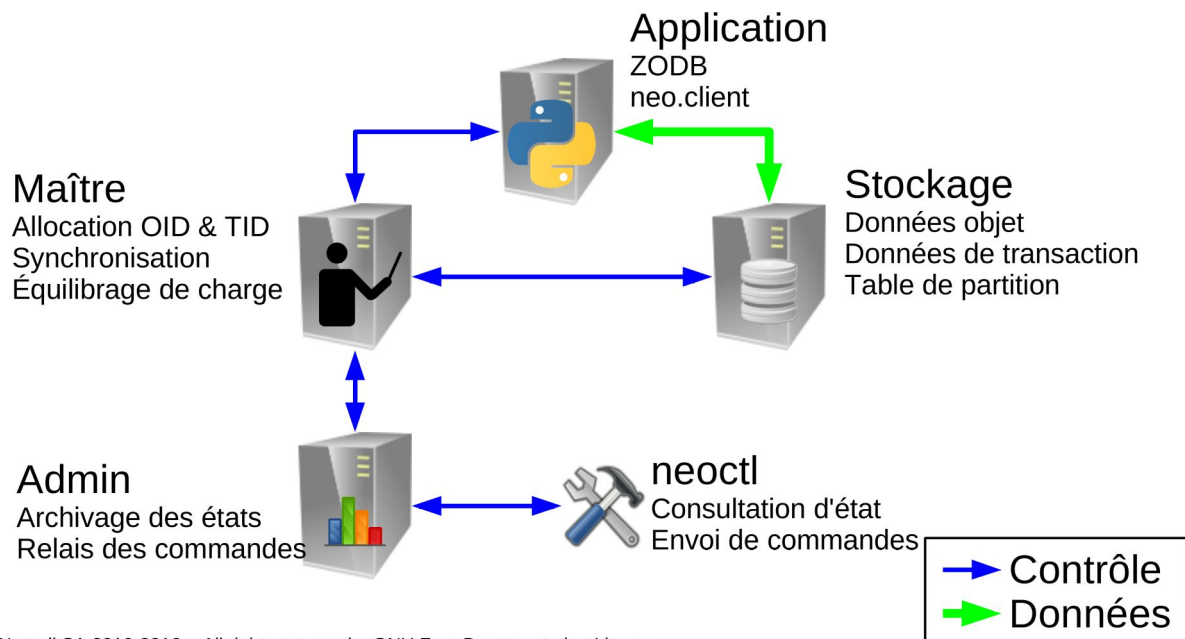 Application
ZODB
neo.client
Maître
Allocation OID & TID
Synchronisation
Équilibrage de charge
Stockage
Données objet
Données de transaction
Table de partition
Admin
Archivage des états
Relais des commandes
neoctl
Consultation d'état
Envoi de commandes
Contrôle
Données